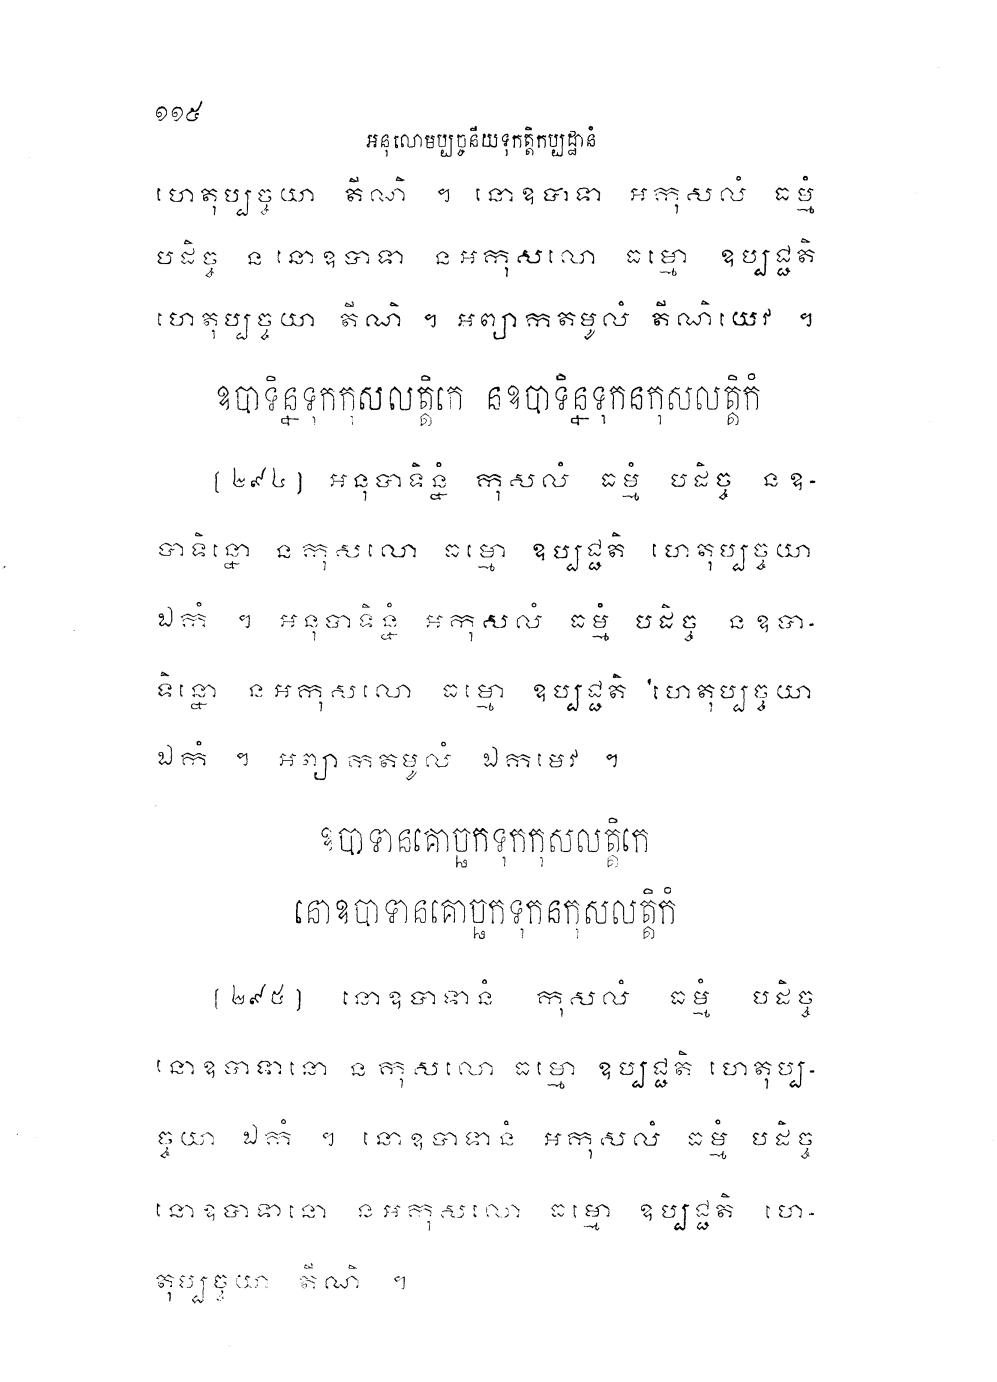 ១១៥
អនុលោមប្បច្ចនីយទុកត្តិកប្បដ្ឋានំ
ហេតុប្បច្ចយា តីណិ ។ នោឧបាទា អកុសលំ ធម្មំ
បដិច្ច ន នោឧបាទា នអកុសលោ ធម្មោ ឧប្បជ្ជតិ
ហេតុប្បច្ចយា តីណិ ។ អព្យាកតមូលំ តីណិយេវ ។
ឧបាទិន្នទុកកុសលត្តិកេ នឧបាទិន្នទុកនកុសលត្តិកំ
[២៩៤] អនុបាទិន្នំ កុសលំ ធម្មំ បដិច្ច នឧ-
បាទិន្នោ នកុសលោ ធម្មោ ឧប្បជ្ជតិ ហេតុប្បច្ចយា
ឯកំ ។ អនុបាទិន្នំ អកុសលំ ធម្មំ បដិច្ច នឧបា-
ទិន្នោ នអកុសលោ ធម្មោ ឧប្បជ្ជតិ ហេតុប្បច្ចយា
ឯកំ ។ អព្យាកតមូលំ ឯកមេវ ។
ឧបាទានគោច្ឆកទុកកុសលត្តិកេ
នោឧបាទានគោច្ឆកទុកនកុសលត្តិកំ
[២៩៥] នោឧបាទានំ កុសលំ ធម្មំ បដិច្ច
នោឧបាទានោ នកុសលោ ធម្មោ ឧប្បជ្ជតិ ហេតុប្ប-
ច្ចយា ឯកំ ។ នោឧបាទានំ អកុសលំ ធម្មំ បដិច្ច
នោឧបាទានោ នអកុសលោ ធម្មោ ឧប្បជ្ជតិ ហេ-
តុប្បច្ចយា តីណិ ។